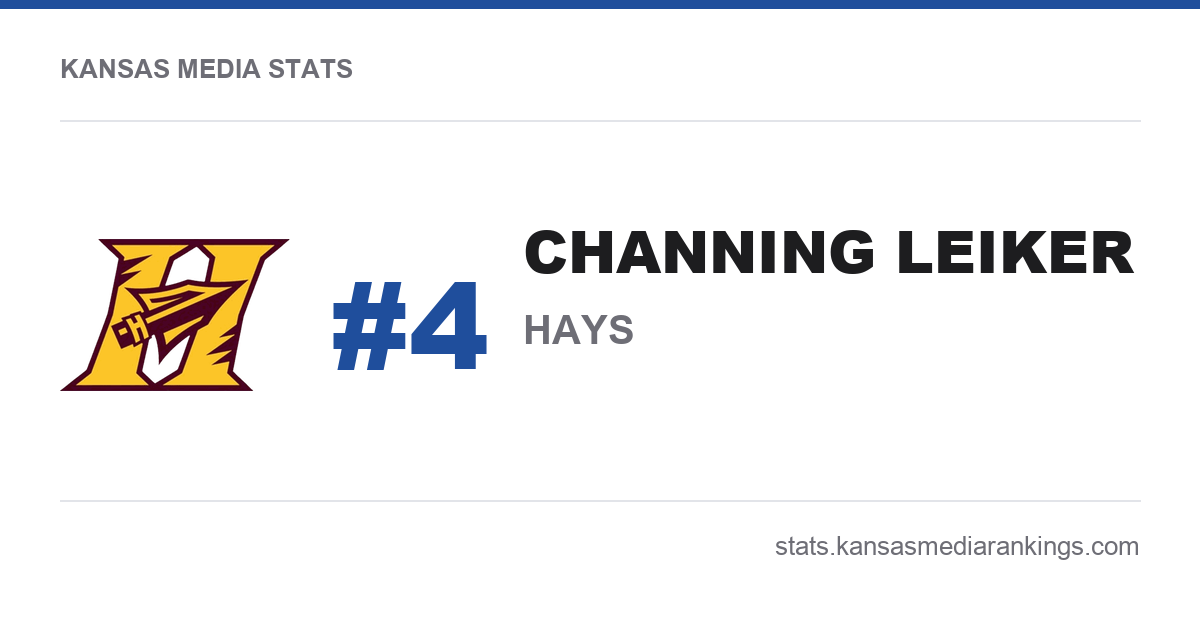 KANSAS MEDIA STATS
#4
CHANNING LEIKER
HAYS
stats.kansasmediarankings.com